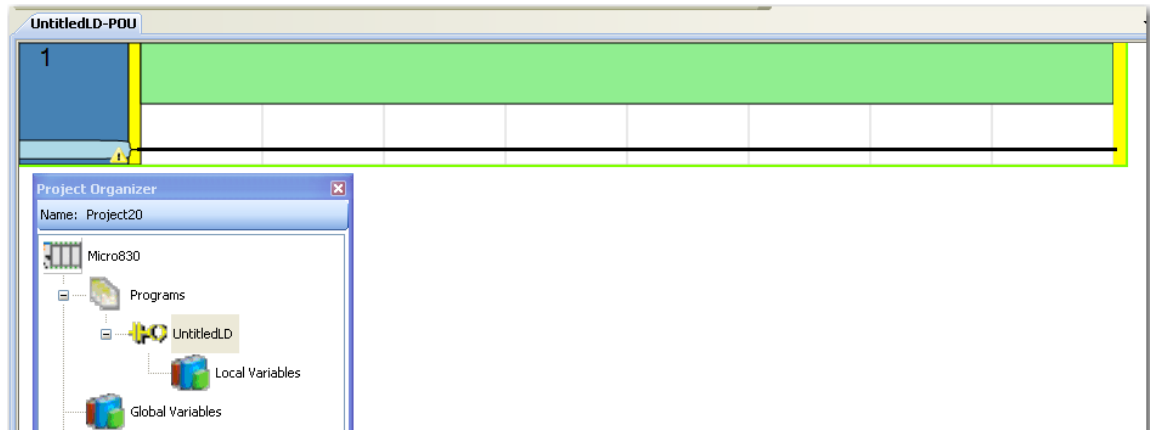 UntitledLD-POU
1
Project Organizer
Name: Project20
Micro830
Programs
UntitledLD
Local Variables
Global Variables